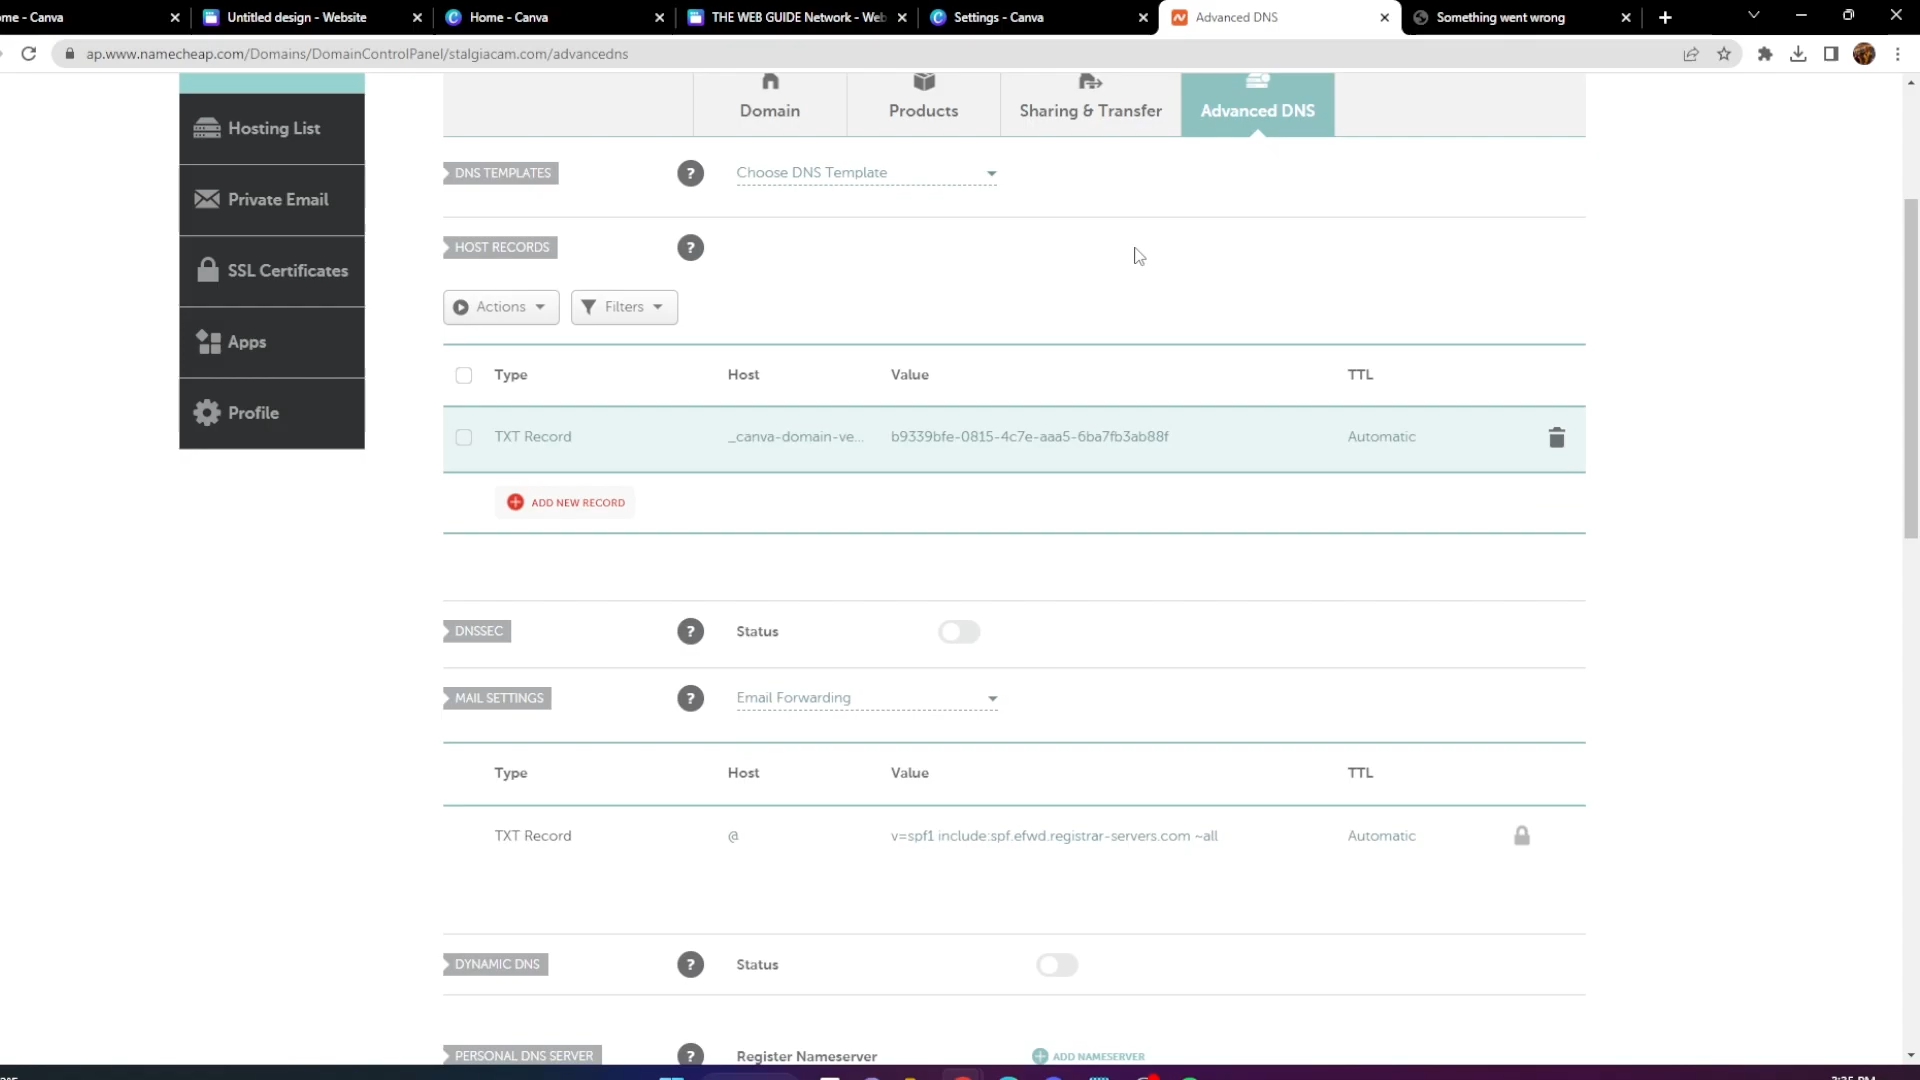 ome - Canva
Untitled design - Website
Home - Canva
THE WEB GUIDE Network - Web
Settings - Canva
Advanced DNS
Something went wrong
ap.www.namecheap.com/Domains/DomainControlPanel/stalgiacam.com/advancedns
Domain
Products
Sharing & Transfer
Advanced DNS
Hosting List
Private Email
SSL Certificates
Apps
Profile
DNS TEMPLATES
?
Choose DNS Template
HOST RECORDS
?
Actions
Filters
Type Host Value TTL
TXT Record _canva-domain-ve... b9339bfe-0815-4c7e-aaa5-6ba7fb3ab88f Automatic
ADD NEW RECORD
DNSSEC ? Status
MAIL SETTINGS ? Email Forwarding
Type Host Value TTL
TXT Record @ v=spf1 include:spf.efwd.registrar-servers.com ~all Automatic
DYNAMIC DNS ? Status
PERSONAL DNS SERVER ? Register Nameserver ADD NAMESERVER